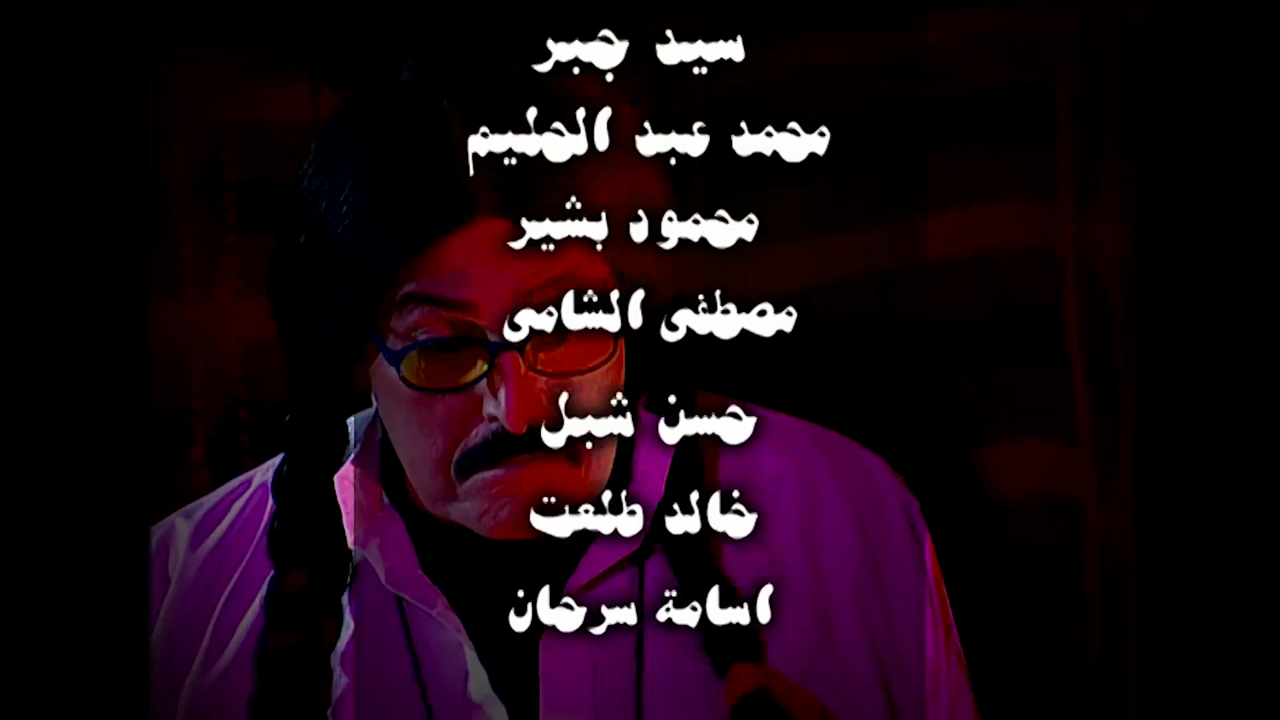 سيد جبر
محمد عبد الحليم
محمود بشير
مصطفى الشامى
حسن شبل
خالد طلعت
اسامة سرحان